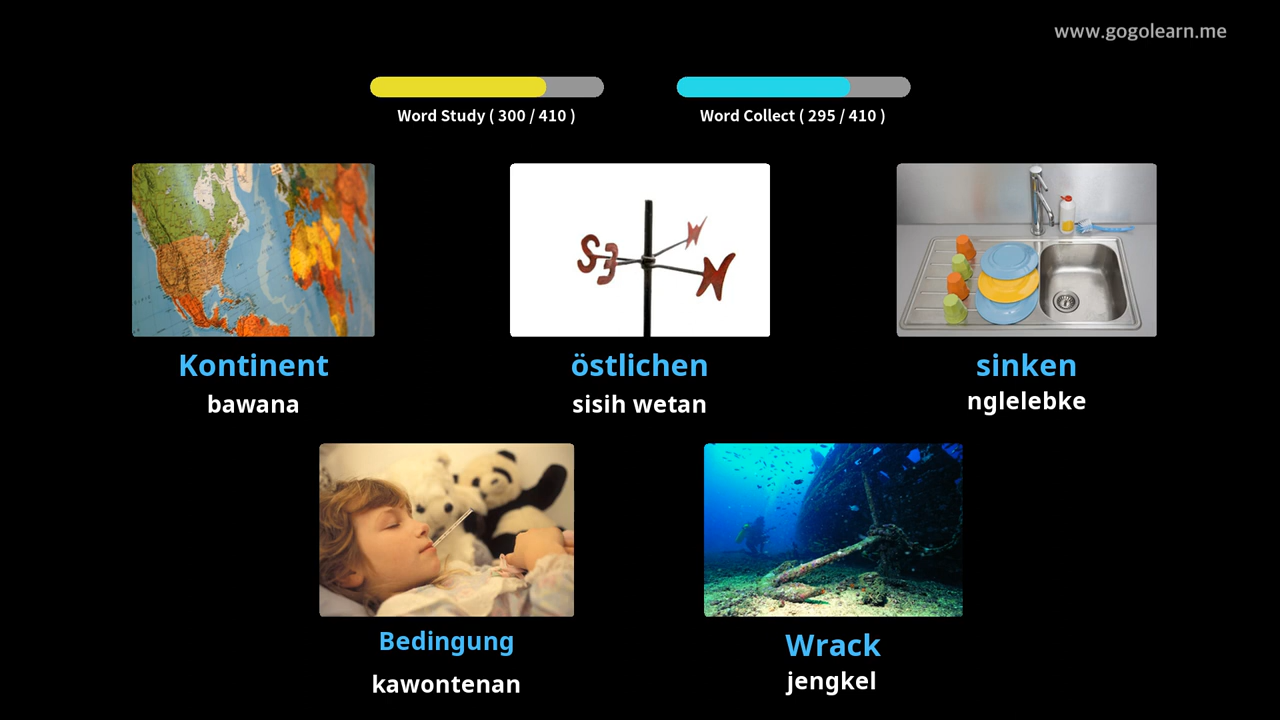 www.gogolearn.me
Word Study ( 300 / 410 )
Word Collect ( 295 / 410 )
Kontinent
bawana
östlichen
sisih wetan
sinken
nglelebke
Bedingung
kawontenan
Wrack
jengkel